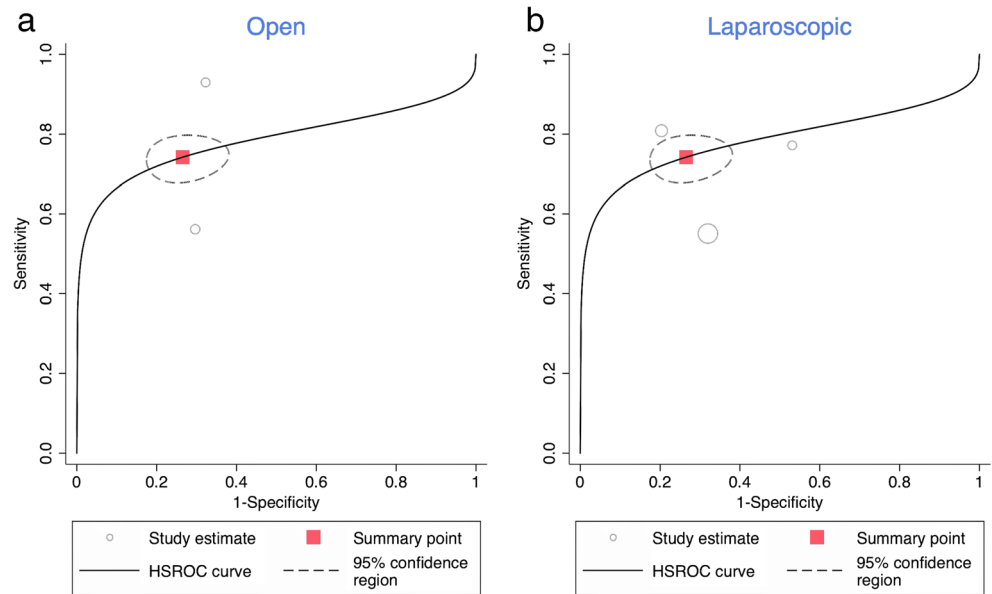 a
Open
Sensitivity
1.0
0.8
0.6
0.4
0.2
0.0
0 0.2 0.4 0.6 0.8 1
1-Specificity
Study estimate Summary point
HSROC curve 95% confidence
region
b
Laparoscopic
Sensitivity
1.0
0.8
0.6
0.4
0.2
0.0
0 0.2 0.4 0.6 0.8 1
1-Specificity
Study estimate Summary point
HSROC curve 95% confidence
region